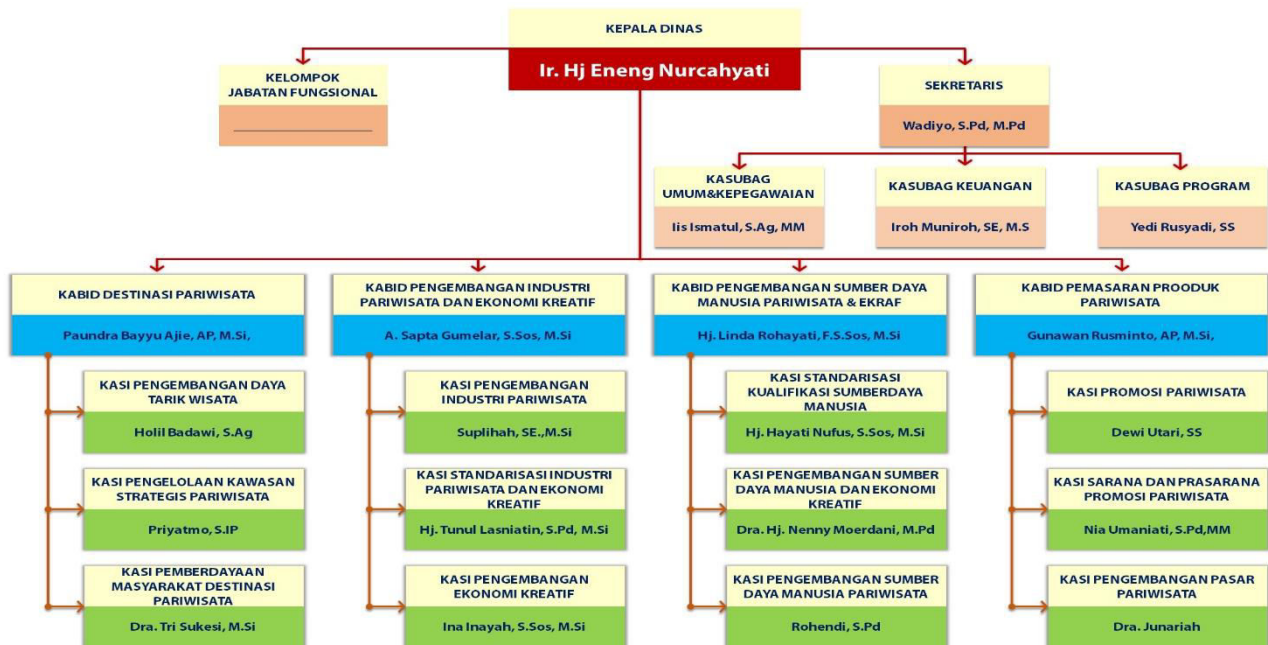 KEPALA DINAS
Ir. Hj Eneng Nurcahyati
KELOMPOK
JABATAN FUNGSIONAL
SEKRETARIS
Wadiyo, S.Pd, M.Pd
KASUBAG
UMUM&KEPEGAWAIAN
Iis Ismatul, S.Ag, MM
KASUBAG KEUANGAN
Iroh Muniroh, SE, M.S
KASUBAG PROGRAM
Yedi Rusyadi, SS
KABID DESTINASI PARIWISATA
Paundra Bayyu Ajie, AP, M.Si,
KASI PENGEMBANGAN DAYA
TARIK WISATA
Holil Badawi, S.Ag
KASI PENGELOLAAN KAWASAN
STRATEGIS PARIWISATA
Priyatmo, S.IP
KASI PEMBERDAYAAN
MASYARAKAT DESTINASI
PARIWISATA
Dra. Tri Sukesi, M.Si
KABID PENGEMBANGAN INDUSTRI
PARIWISATA DAN EKONOMI KREATIF
A. Sapta Gumelar, S.Sos, M.Si
KASI PENGEMBANGAN
INDUSTRI PARIWISATA
Suplihah, SE.,M.Si
KASI STANDARISASI INDUSTRI
PARIWISATA DAN EKONOMI
KREATIF
Hj. Tunul Lasniatin, S.Pd, M.Si
KASI PENGEMBANGAN
EKONOMI KREATIF
Ina Inayah, S.Sos, M.Si
KABID PENGEMBANGAN SUMBER DAYA
MANUSIA PARIWISATA & EKRAF
Hj. Linda Rohayati, F.S.Sos, M.Si
KASI STANDARISASI
KUALIFIKASI SUMBERDAYA
MANUSIA
Hj. Hayati Nufus, S.Sos, M.Si
KASI PENGEMBANGAN SUMBER
DAYA MANUSIA DAN EKONOMI
KREATIF
Dra. Hj. Nenny Moerdani, M.Pd
KASI PENGEMBANGAN SUMBER
DAYA MANUSIA PARIWISATA
Rohendi, S.Pd
KABID PEMASARAN PROODUK
PARIWISATA
Gunawan Rusminto, AP, M.Si,
KASI PROMOSI PARIWISATA
Dewi Utari, SS
KASI SARANA DAN PRASARANA
PROMOSI PARIWISATA
Nia Umaniati, S.Pd,MM
KASI PENGEMBANGAN PASAR
PARIWISATA
Dra. Junariah